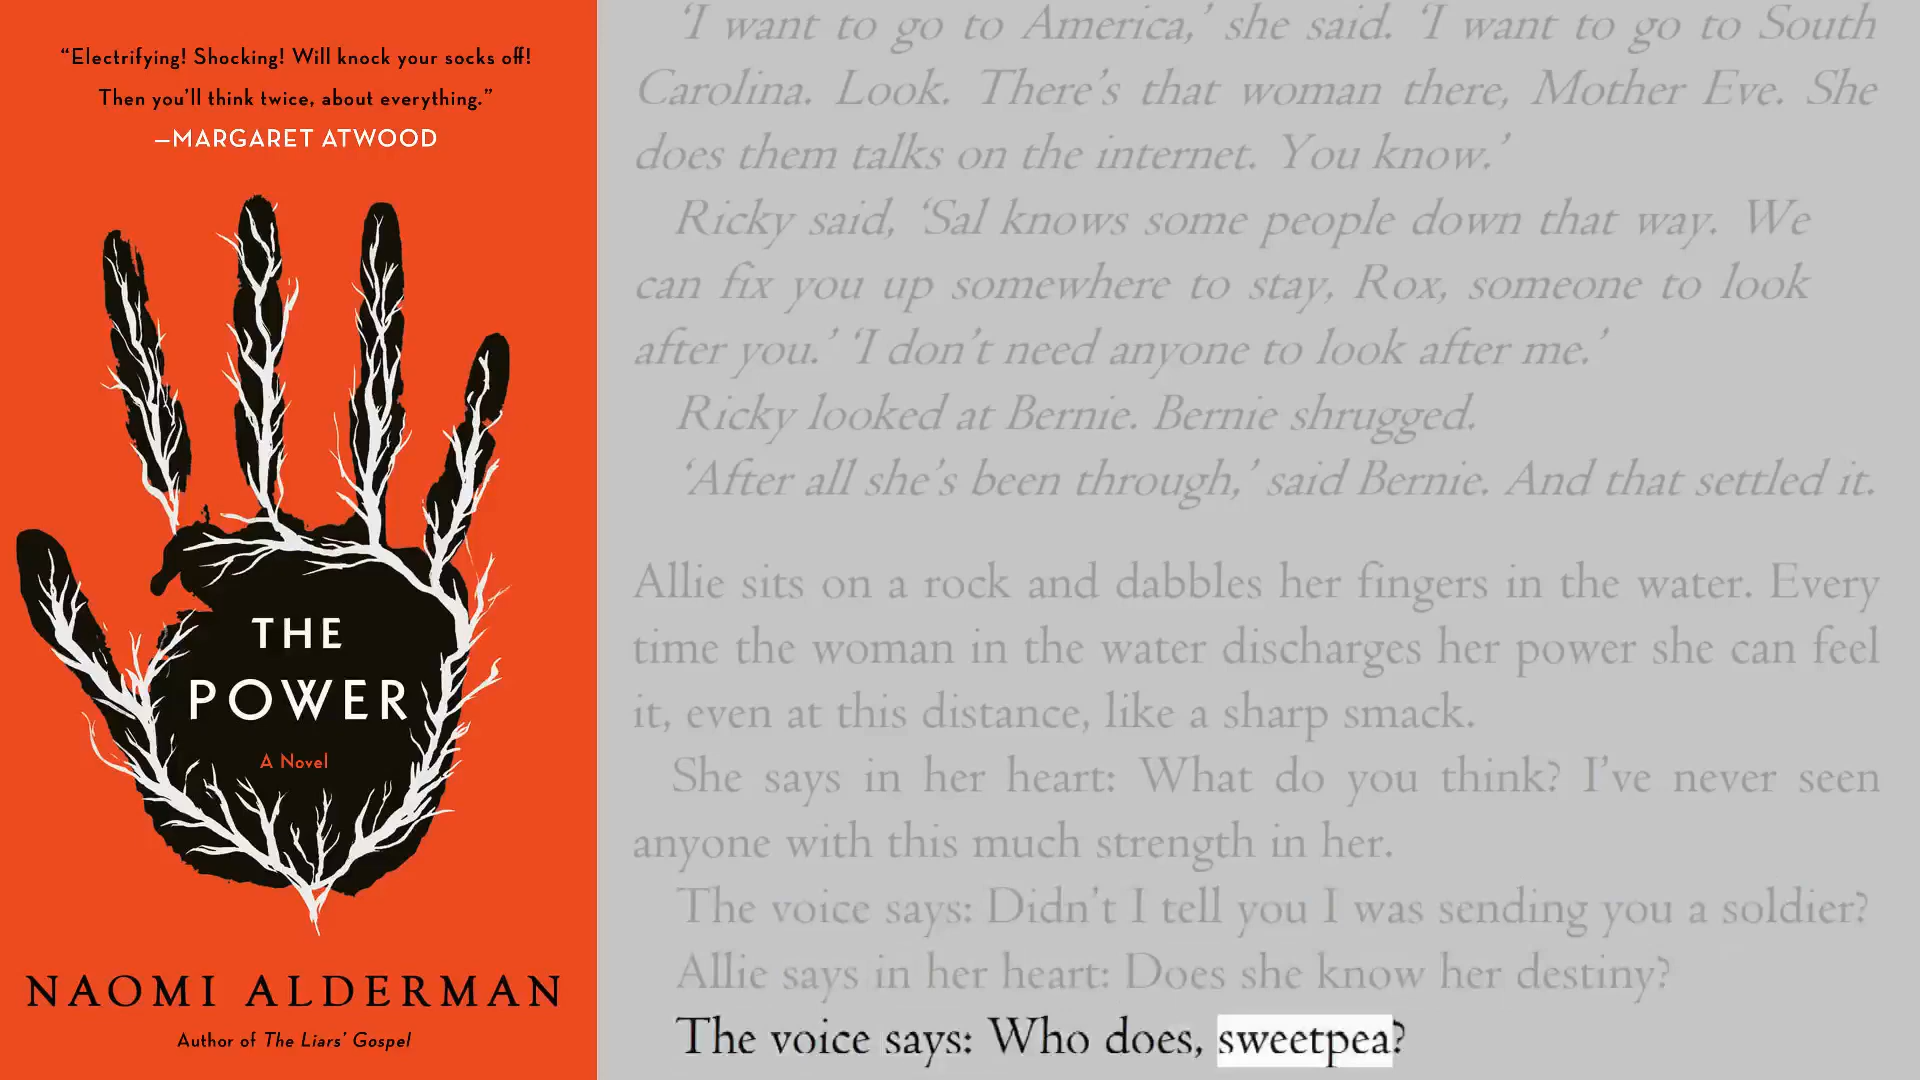 “Electrifying! Shocking! Will knock your socks off!
Then you’ll think twice, about everything.”
—MARGARET ATWOOD
THE
POWER
A Novel
NAOMI ALDERMAN
Author of The Liars’ Gospel
‘I want to go to America,’ she said. ‘I want to go to South
Carolina. Look. There’s that woman there, Mother Eve. She
does them talks on the internet. You know.’
Ricky said, ‘Sal knows some people down that way. We
can fix you up somewhere to stay, Rox, someone to look
after you.’ ‘I don’t need anyone to look after me.’
Ricky looked at Bernie. Bernie shrugged.
‘After all she’s been through,’ said Bernie. And that settled it.
Allie sits on a rock and dabbles her fingers in the water. Every
time the woman in the water discharges her power she can feel
it, even at this distance, like a sharp smack.
She says in her heart: What do you think? I’ve never seen
anyone with this much strength in her.
The voice says: Didn’t I tell you I was sending you a soldier?
Allie says in her heart: Does she know her destiny?
The voice says: Who does, sweetpea?